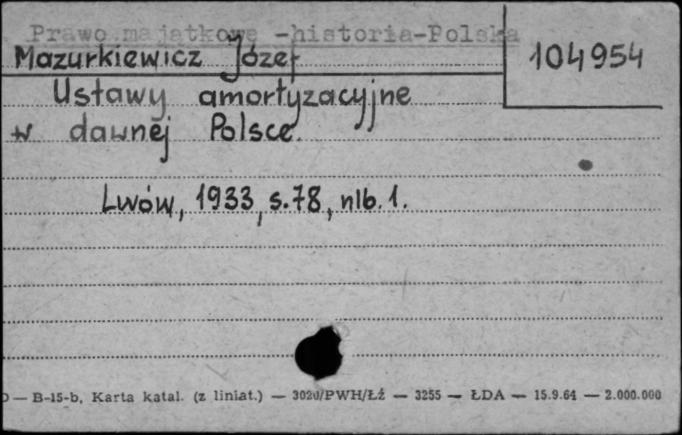 Prawo majątkowe -historia-Polska
Mazurkiewicz Józef
104954
Ustawy amortyzacyjne
w dawnej Polsce.
Lwów, 1933, s.78, nlb. 1.
— B-15-b, Karta katal. (z liniat.) — 3020/PWH/Łź — 3255 — ŁDA — 15.9.64 — 2.000.000